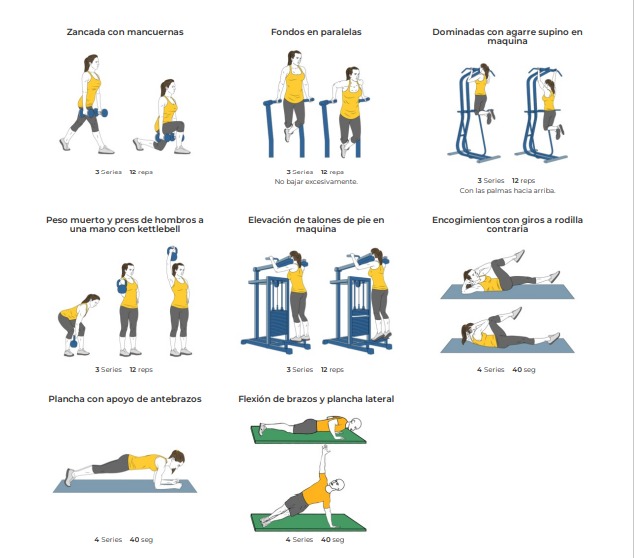 Zancada con mancuernas
3 Series 12 reps
Fondos en paralelas
3 Series 12 reps
No bajar excesivamente.
Dominadas con agarre supino en
maquina
3 Series 12 reps
Con las palmas hacia arriba.
Peso muerto y press de hombros a
una mano con kettlebell
3 Series 12 reps
Elevación de talones de pie en
maquina
3 Series 12 reps
Encogimientos con giros a rodilla
contraria
4 Series 40 seg
Plancha con apoyo de antebrazos
4 Series 40 seg
Flexión de brazos y plancha lateral
4 Series 40 seg